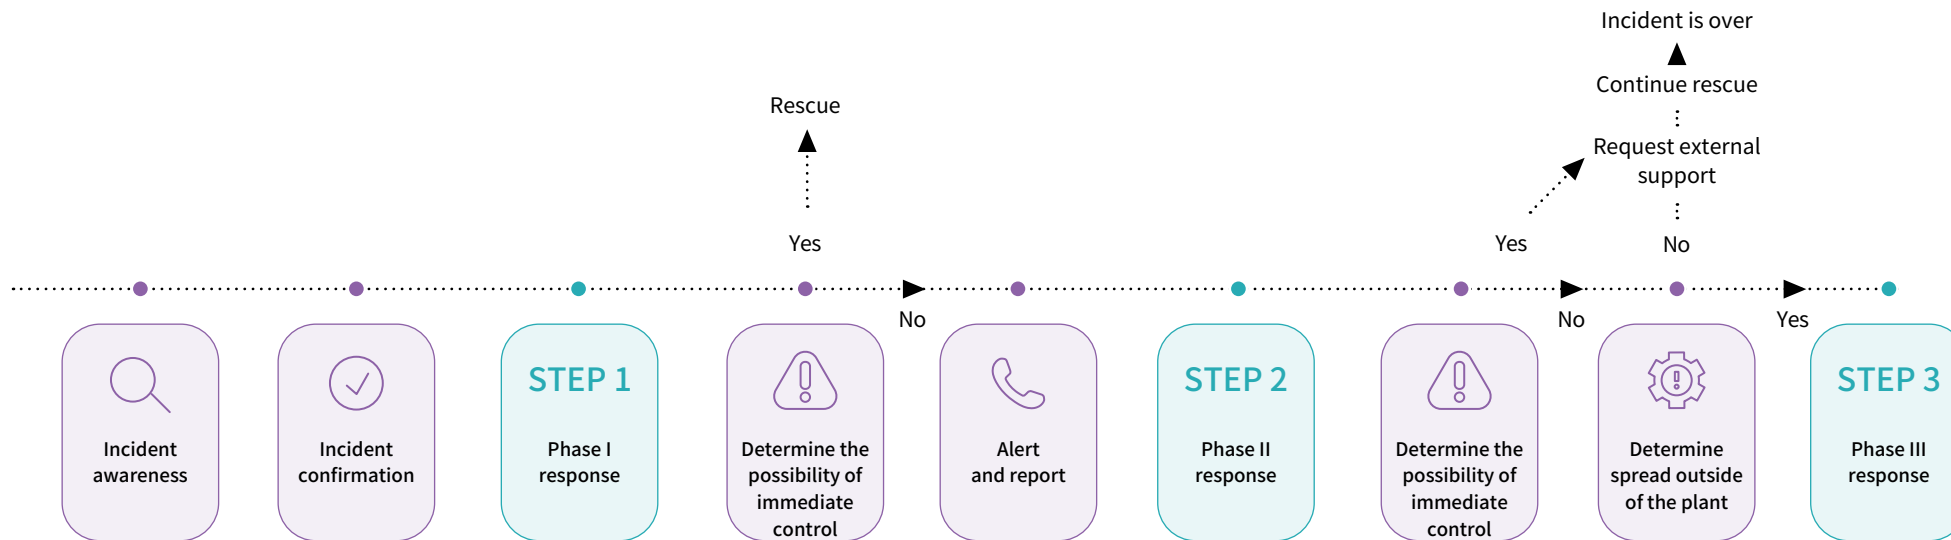 Incident is over
Continue rescue
Rescue
Request external
support
Yes
Yes
No
No
No
Yes
Incident
awareness
Incident
confirmation
STEP 1
Phase I
response
Determine the
possibility of
immediate
control
Alert
and report
STEP 2
Phase II
response
Determine the
possibility of
immediate
control
Determine
spread outside
of the plant
STEP 3
Phase III
response